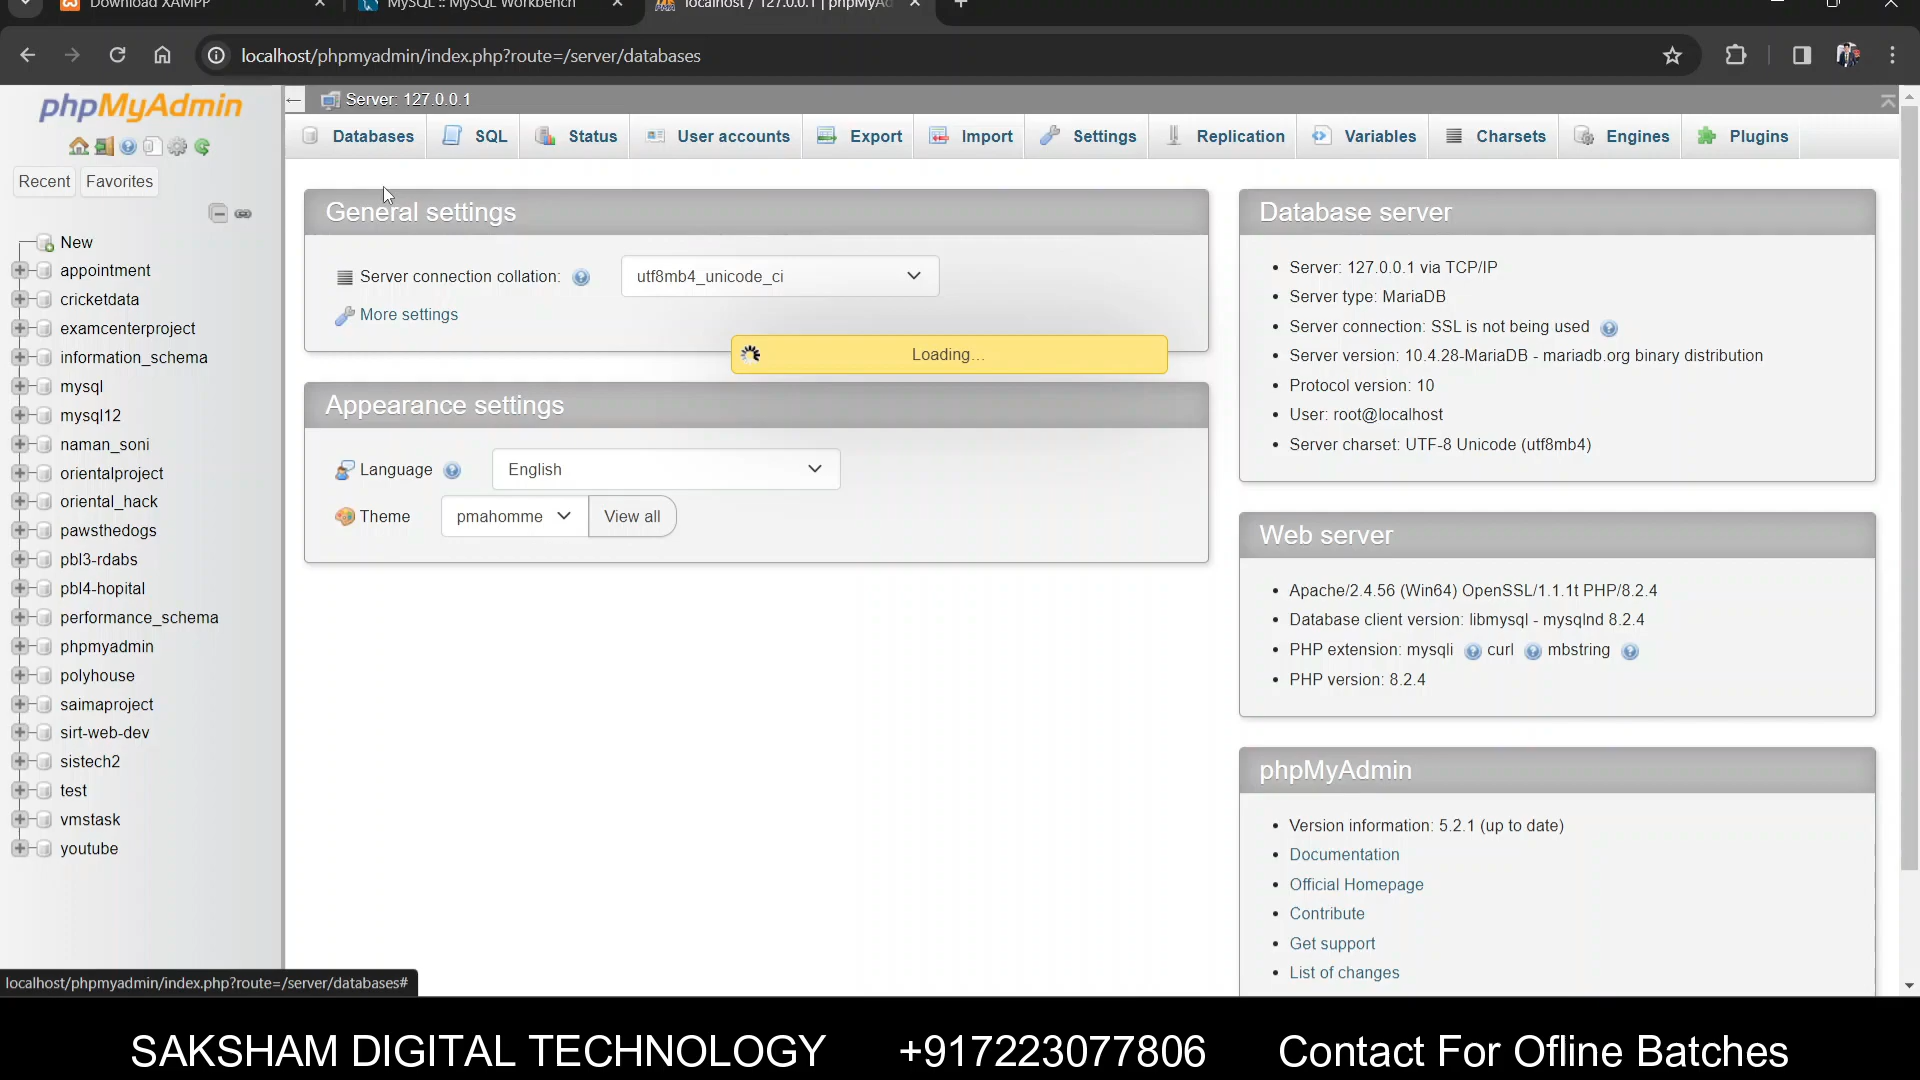 Download XAMPP
MySQL :: MySQL Workbench
localhost / 127.0.0.1 | phpMyAd
localhost/phpmyadmin/index.php?route=/server/databases
phpMyAdmin
Recent
Favorites
New
appointment
cricketdata
examcenterproject
information_schema
mysql
mysql12
naman_soni
orientalproject
oriental_hack
pawsthedogs
pbl3-rdabs
pbl4-hopital
performance_schema
phpmyadmin
polyhouse
saimaproject
sirt-web-dev
sistech2
test
vmstask
youtube
localhost/phpmyadmin/index.php?route=/server/databases#
Server: 127.0.0.1
Databases
SQL
Status
User accounts
Export
Import
Settings
Replication
Variables
Charsets
Engines
Plugins
General settings
Server connection collation:
utf8mb4_unicode_ci
More settings
Loading…
Appearance settings
Language
English
Theme
pmahomme
View all
Database server
Server: 127.0.0.1 via TCP/IP
Server type: MariaDB
Server connection: SSL is not being used
Server version: 10.4.28-MariaDB - mariadb.org binary distribution
Protocol version: 10
User: root@localhost
Server charset: UTF-8 Unicode (utf8mb4)
Web server
Apache/2.4.56 (Win64) OpenSSL/1.1.1t PHP/8.2.4
Database client version: libmysql - mysqlnd 8.2.4
PHP extension: mysqli curl mbstring
PHP version: 8.2.4
phpMyAdmin
Version information: 5.2.1 (up to date)
Documentation
Official Homepage
Contribute
Get support
List of changes
SAKSHAM DIGITAL TECHNOLOGY +917223077806 Contact For Ofline Batches